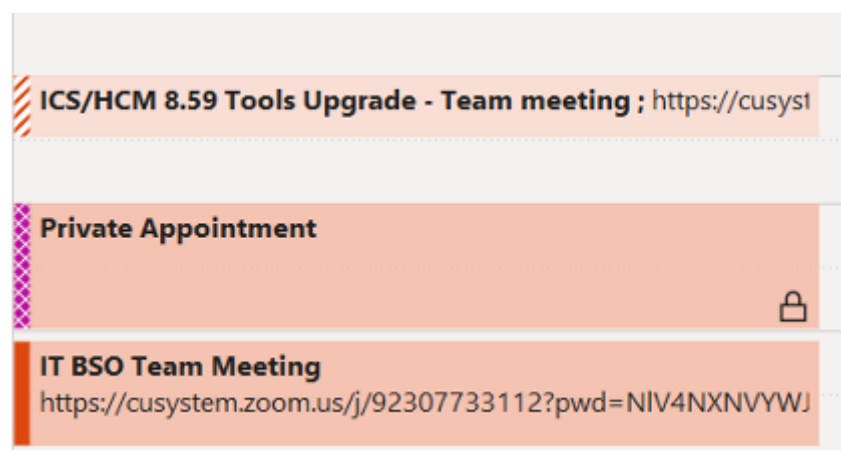 ICS/HCM 8.59 Tools Upgrade - Team meeting ; https://cusyst
Private Appointment
IT BSO Team Meeting
https://cusystem.zoom.us/j/92307733112?pwd=NlV4NXNVYWJ